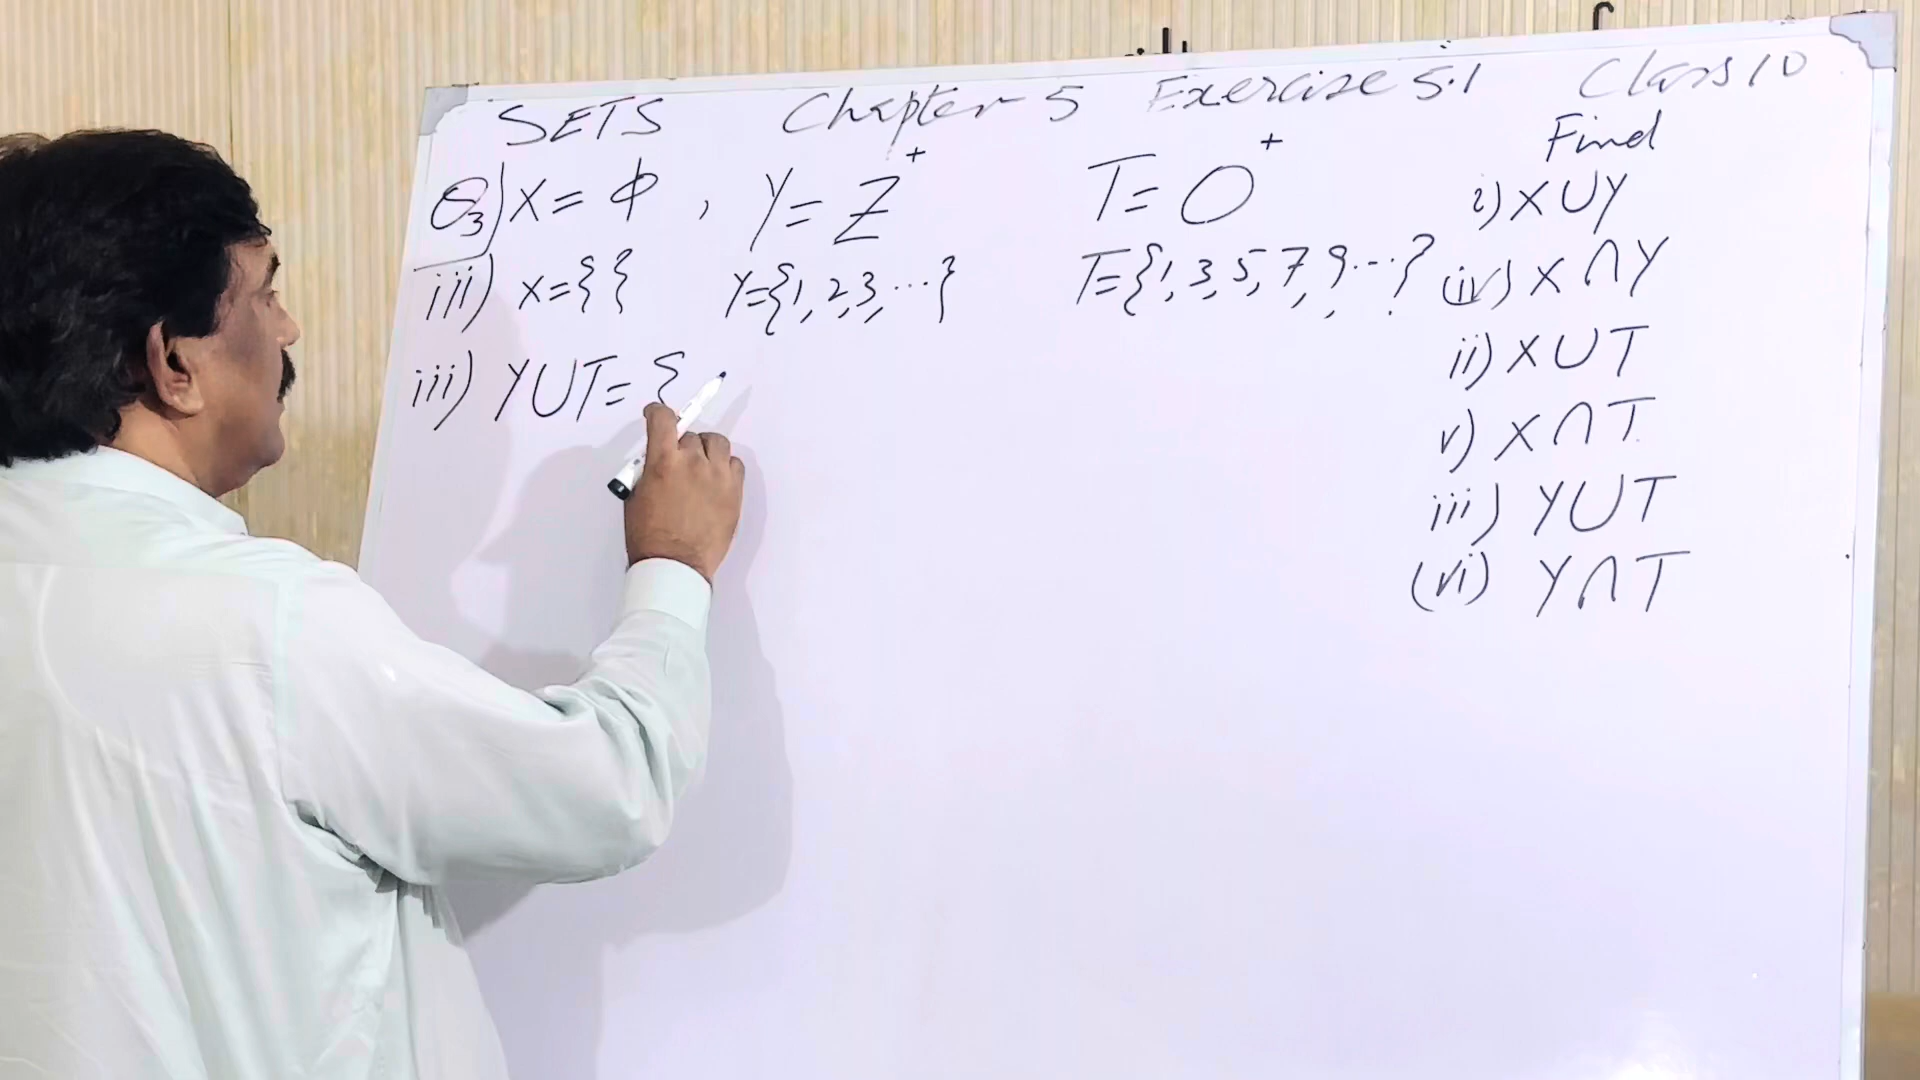 SETS Chapter 5 Exercise 5.1 Class 10
Find
Q3) X = Φ , Y = Z⁺ T = O⁺
i) X ∪ Y
iii) X = { { Y = {1, 2, 3, ... } T = {1, 3, 5, 7, 9, ... }
(iv) X ∩ Y
iii) Y ∪ T = {
ii) X ∪ T
v) X ∩ T
iii) Y ∪ T
(vi) Y ∩ T